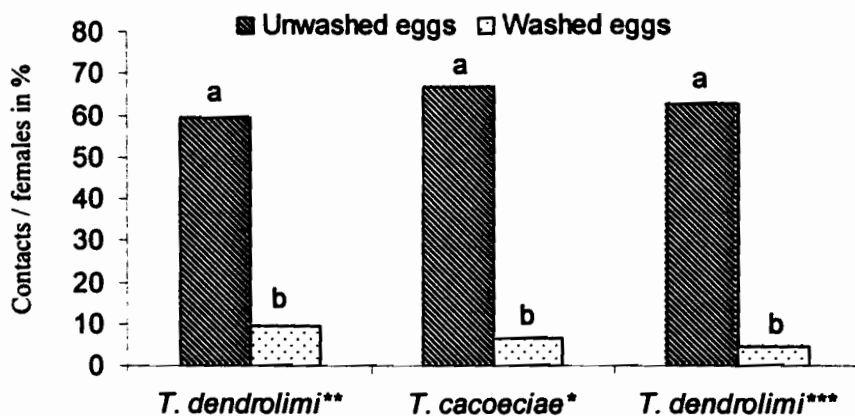 Unwashed eggs Washed eggs
Contacts / females in %
80
70
60
50
40
30
20
10
0
a
b
a
b
a
b
T. dendrolimi** T. cacoeciae* T. dendrolimi***